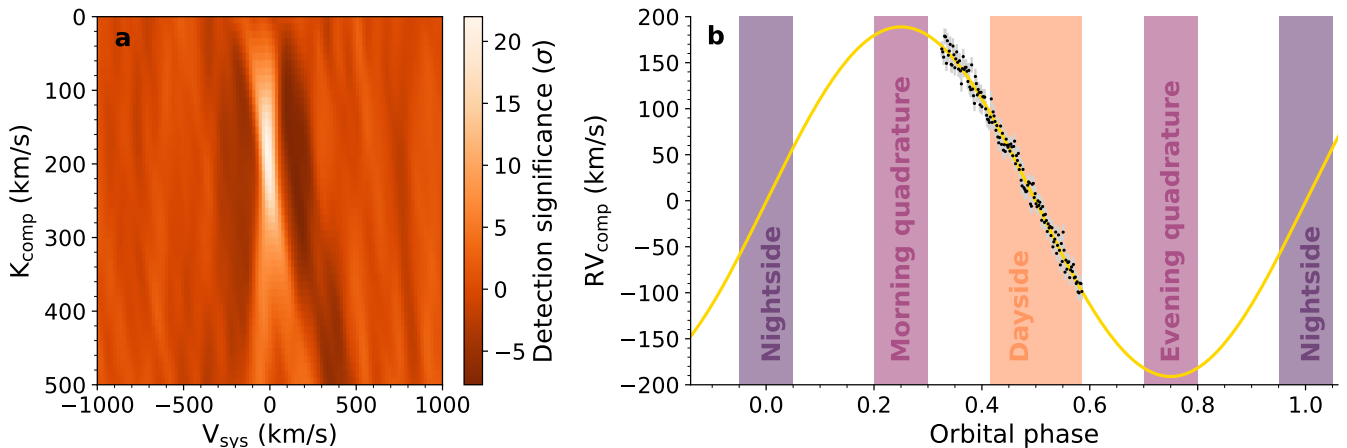 a
0
100
200
300
400
500
K_comp (km/s)
−1000
−500
0
500
1000
V_sys (km/s)
20
15
10
5
0
−5
Detection significance (σ)
b
200
150
100
50
0
−50
−100
−150
−200
RV_comp (km/s)
Nightside
Morning quadrature
Dayside
Evening quadrature
Nightside
0.0
0.2
0.4
0.6
0.8
1.0
Orbital phase